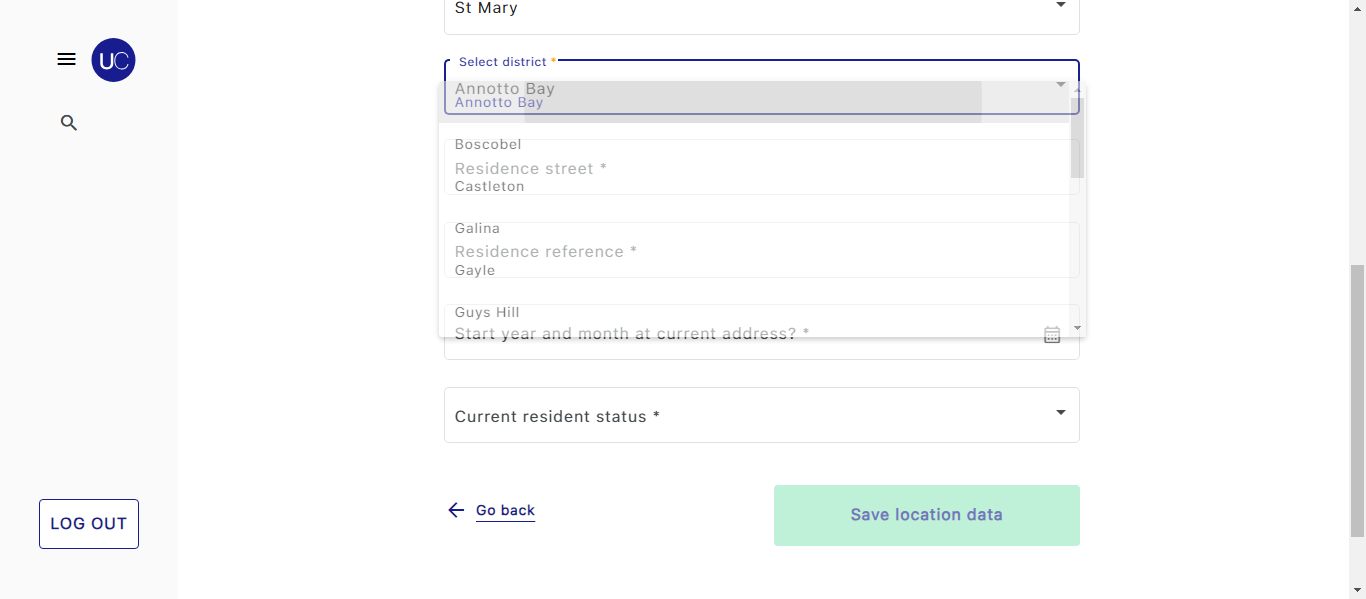 St Mary
UC
Select district *
Annotto Bay
Annotto Bay
Boscobel
Residence street *
Castleton
Galina
Residence reference *
Gayle
Guys Hill
Start year and month at current address? *
Current resident status *
LOG OUT
Go back
Save location data